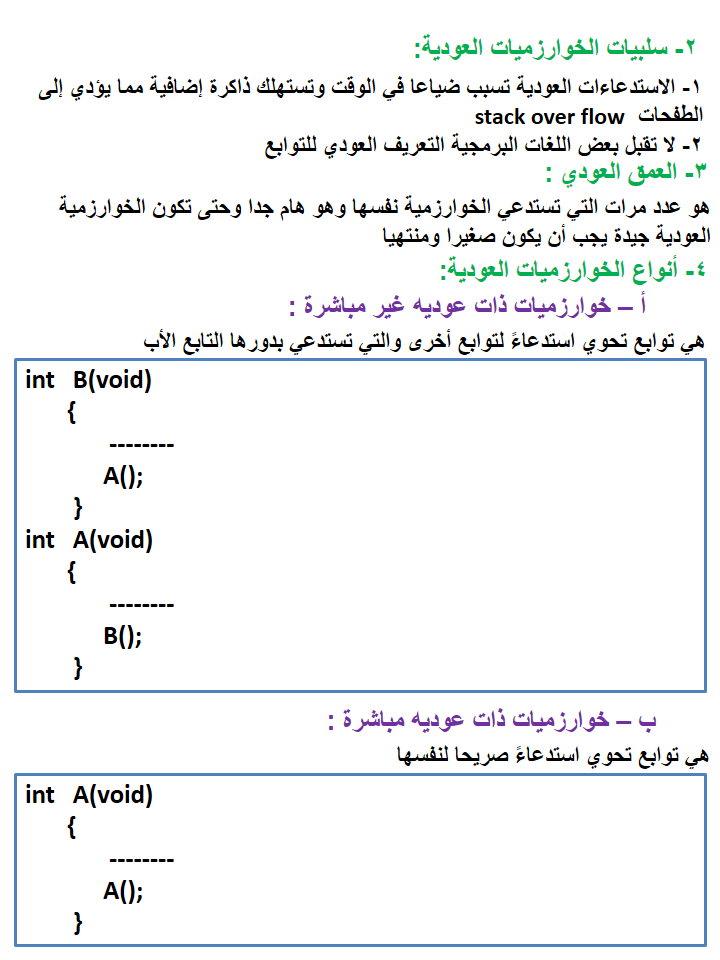 ٢- سلبيات الخوارزميات العودية:
١- الاستدعاءات العودية تسبب ضياعا في الوقت وتستهلك ذاكرة إضافية مما يؤدي إلى
الطفحات stack over flow
٢- لا تقبل بعض اللغات البرمجية التعريف العودي للتوابع
٣- العمق العودي :
هو عدد مرات التي تستدعي الخوارزمية نفسها وهو هام جدا وحتى تكون الخوارزمية
العودية جيدة يجب أن يكون صغيرا ومنتهيا
٤- أنواع الخوارزميات العودية:
أ – خوارزميات ذات عوديه غير مباشرة :
هي توابع تحوي استدعاءً لتوابع أخرى والتي تستدعي بدورها التابع الأب
int B(void)
{
--------
A();
}
int A(void)
{
--------
B();
}
ب – خوارزميات ذات عوديه مباشرة :
هي توابع تحوي استدعاءً صريحا لنفسها
int A(void)
{
--------
A();
}